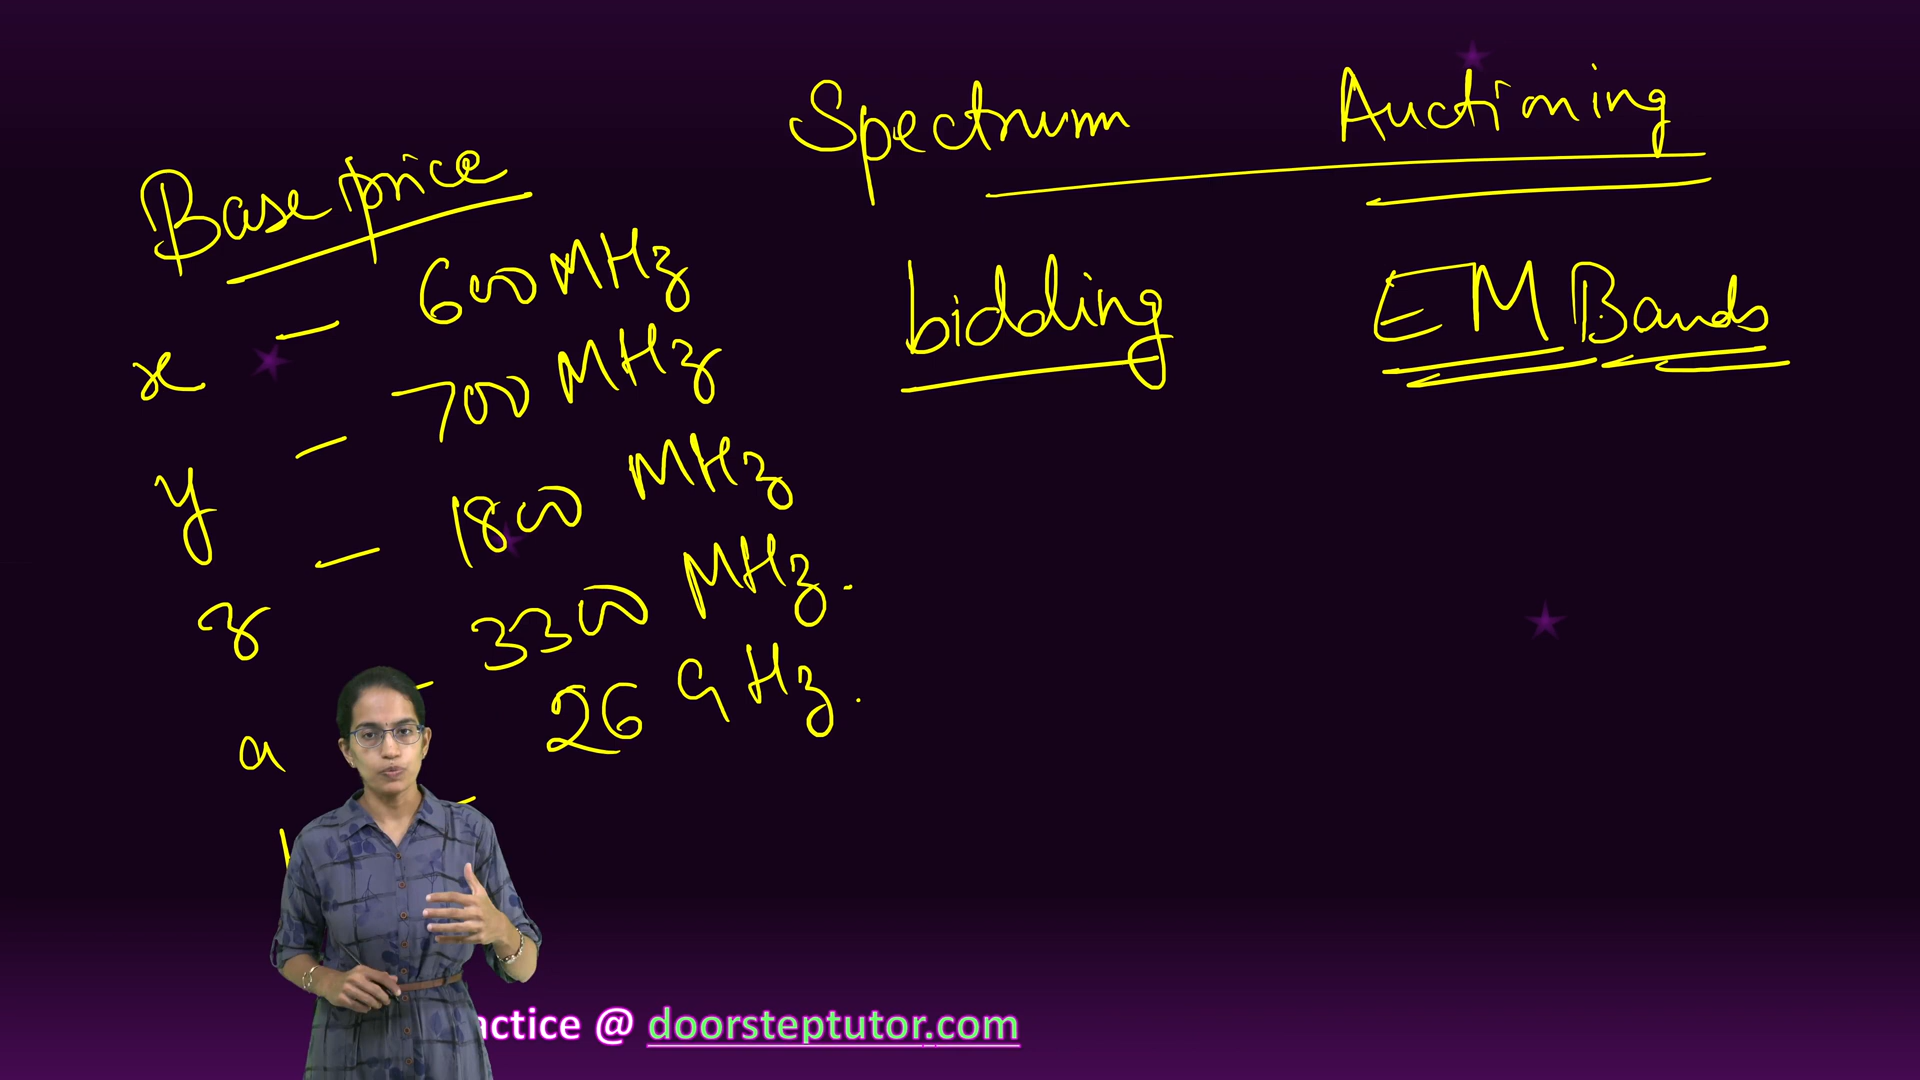 Spectrum Auctioning
Base price
bidding EM Bands
x - 600 MHz
y - 700 MHz
z - 1800 MHz
a - 3300 MHz.
- 26 GHz.
actice @ doorsteptutor.com